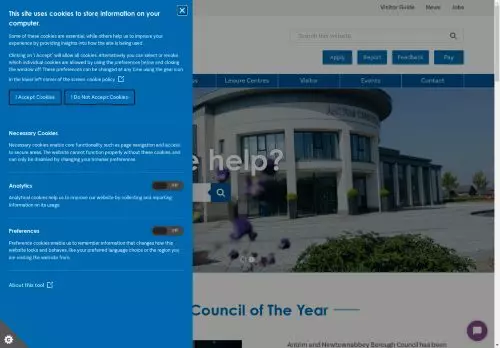 This site uses cookies to store information on your
computer.
Some of these cookies are essential, while others help us to improve your
experience by providing insights into how the site is being used.
Clicking on 'I Accept' will allow all cookies. Alternatively you can select or revoke
which individual cookies are allowed by using the preferences below and closing
the window off. These preferences can be changed at any time using the gear icon
in the lower left corner of the screen. cookie policy
I Accept Cookies
I Do Not Accept Cookies
Necessary Cookies
Necessary cookies enable core functionality such as page navigation and access
to secure areas. The website cannot function properly without these cookies, and
can only be disabled by changing your browser preferences.
Analytics
Off
Analytical cookies help us to improve our website by collecting and reporting
information on its usage.
Preferences
Off
Preference cookies enable us to remember information that changes how this
website looks and behaves, like your preferred language choice or the region you
are visiting the website from.
About this tool
Visitor Guide News Jobs
Search this website
Apply Report Feedback Pay
Leisure Centres Visitor Events Contact
help?
Council of The Year
Antrim and Newtownabbey Borough Council has been